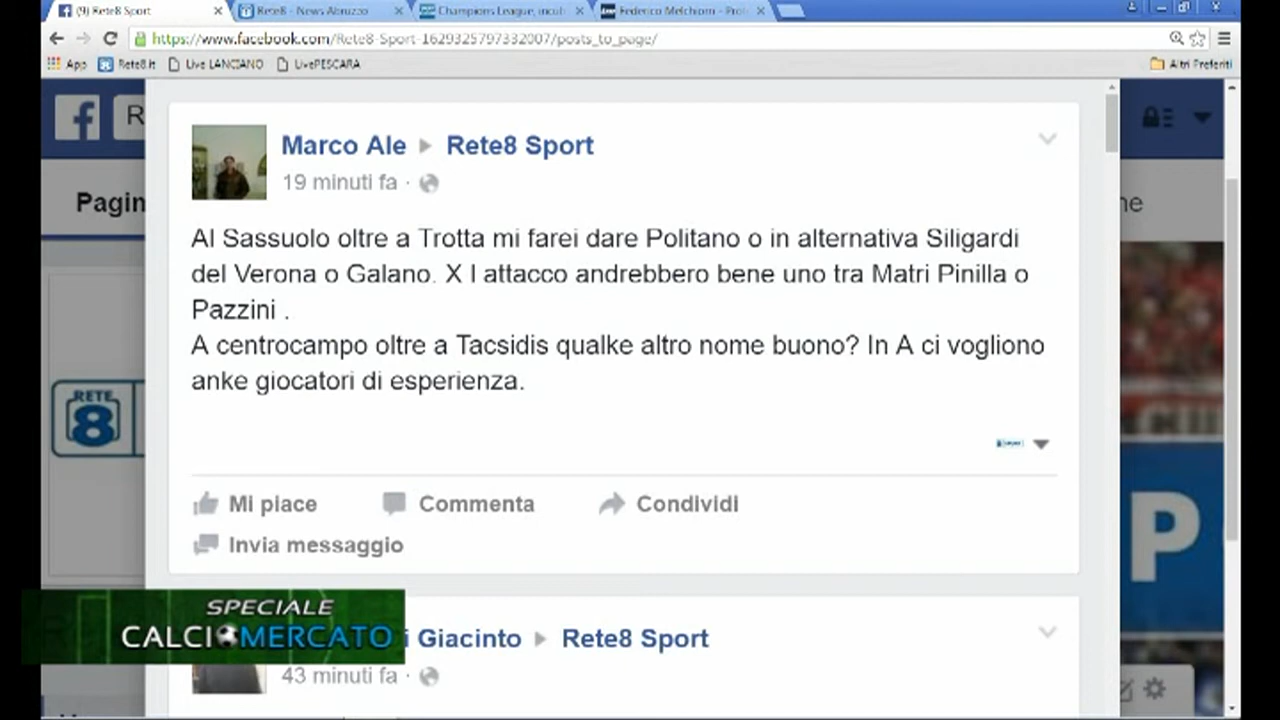 (9) Rete8 Sport
Rete8 - News Abruzzo
Champions League, incub
Federico Melchiorri - Prof
https://www.facebook.com/Rete8-Sport-1629325797332007/posts_to_page/
App
Rete8.it
Live LANCIANO
LivePESCARA
Altri Preferiti
R
Marco Ale
Rete8 Sport
19 minuti fa ·
Pagin
ne
Al Sassuolo oltre a Trotta mi farei dare Politano o in alternativa Siligardi
del Verona o Galano. X l attacco andrebbero bene uno tra Matri Pinilla o
Pazzini .
A centrocampo oltre a Tacsidis qualke altro nome buono? In A ci vogliono
anke giocatori di esperienza.
RETE
8
Mi piace
Commenta
Condividi
Invia messaggio
P
SPECIALE
CALCIOMERCATO
i Giacinto
Rete8 Sport
43 minuti fa ·